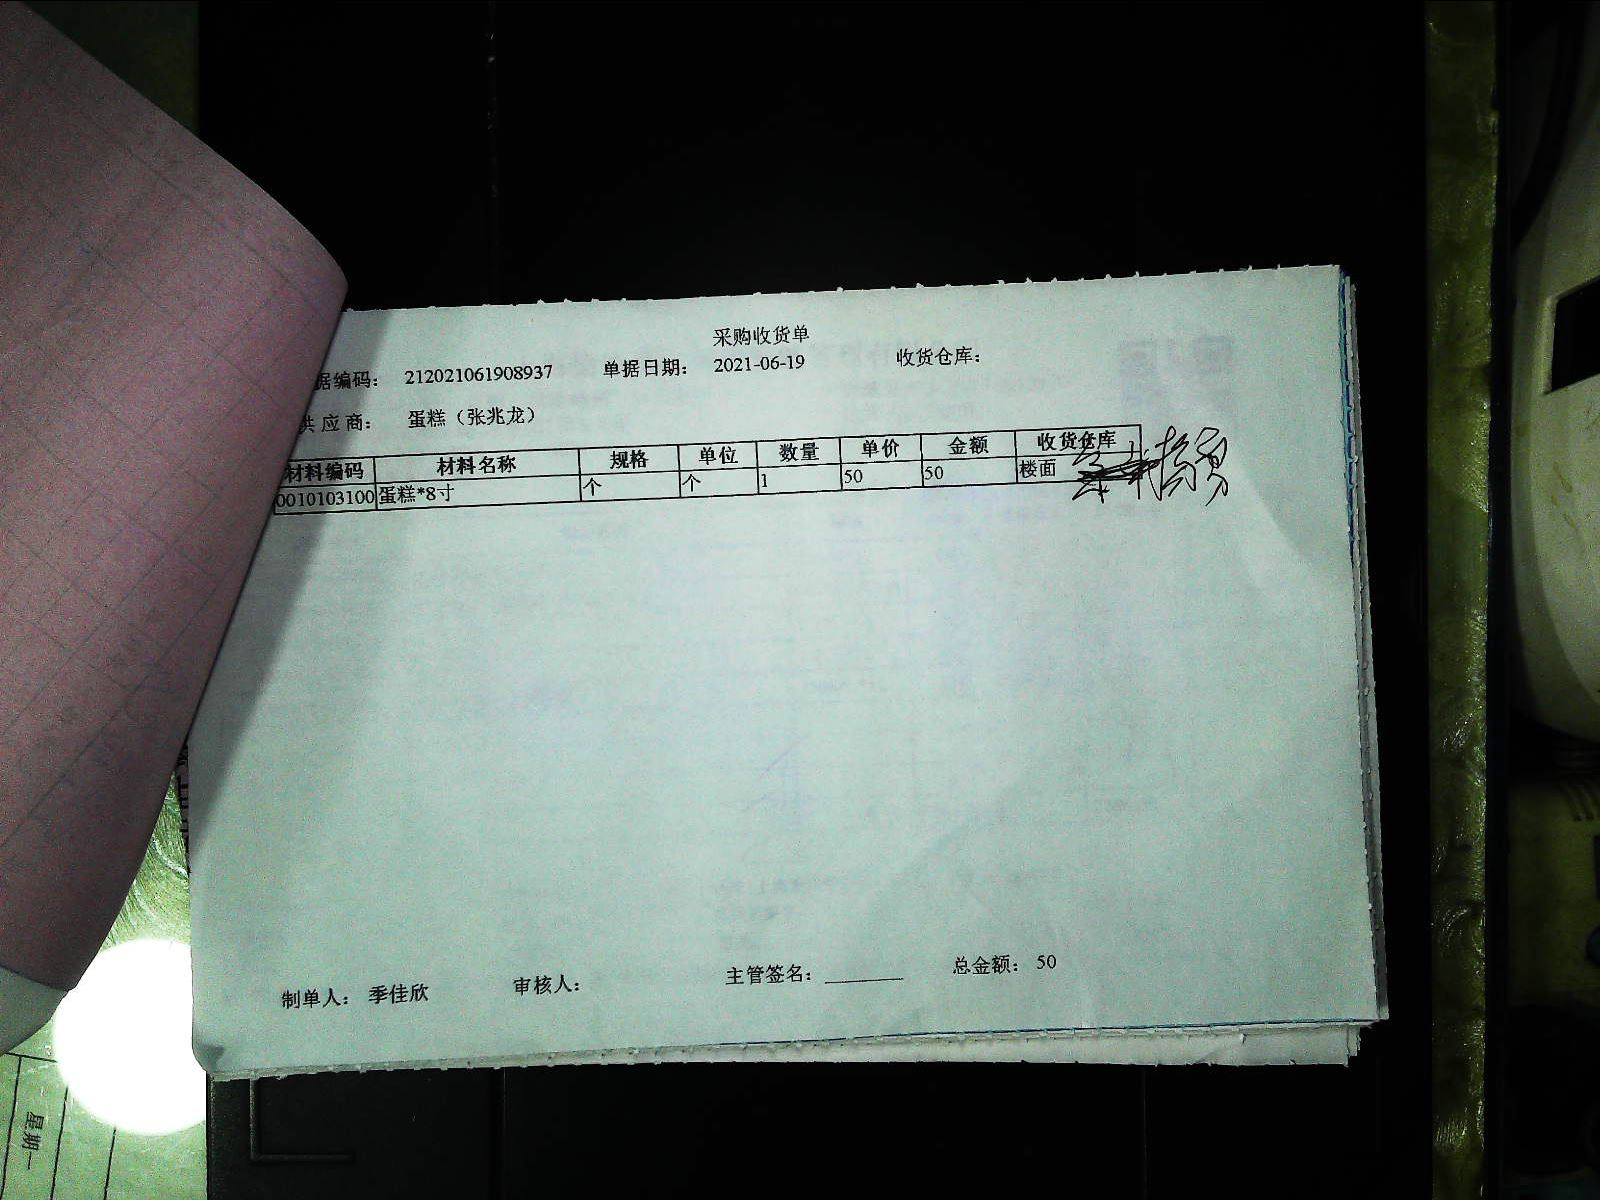 采购收货单
据编码： 212021061908937 单据日期： 2021-06-19 收货仓库：
供 应 商： 蛋糕（张兆龙）
材料编码 材料名称 规格 单位 数量 单价 金额 收货仓库
0010103100 蛋糕*8寸 个 个 1 50 50 楼面
制单人： 季佳欣 审核人： 主管签名： ________ 总金额： 50
星期一